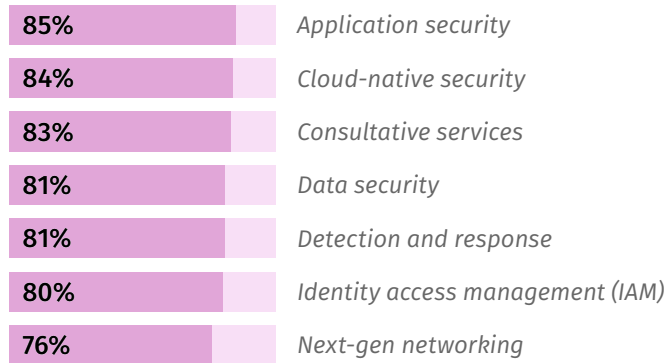 85% Application security
84% Cloud-native security
83% Consultative services
81% Data security
81% Detection and response
80% Identity access management (IAM)
76% Next-gen networking